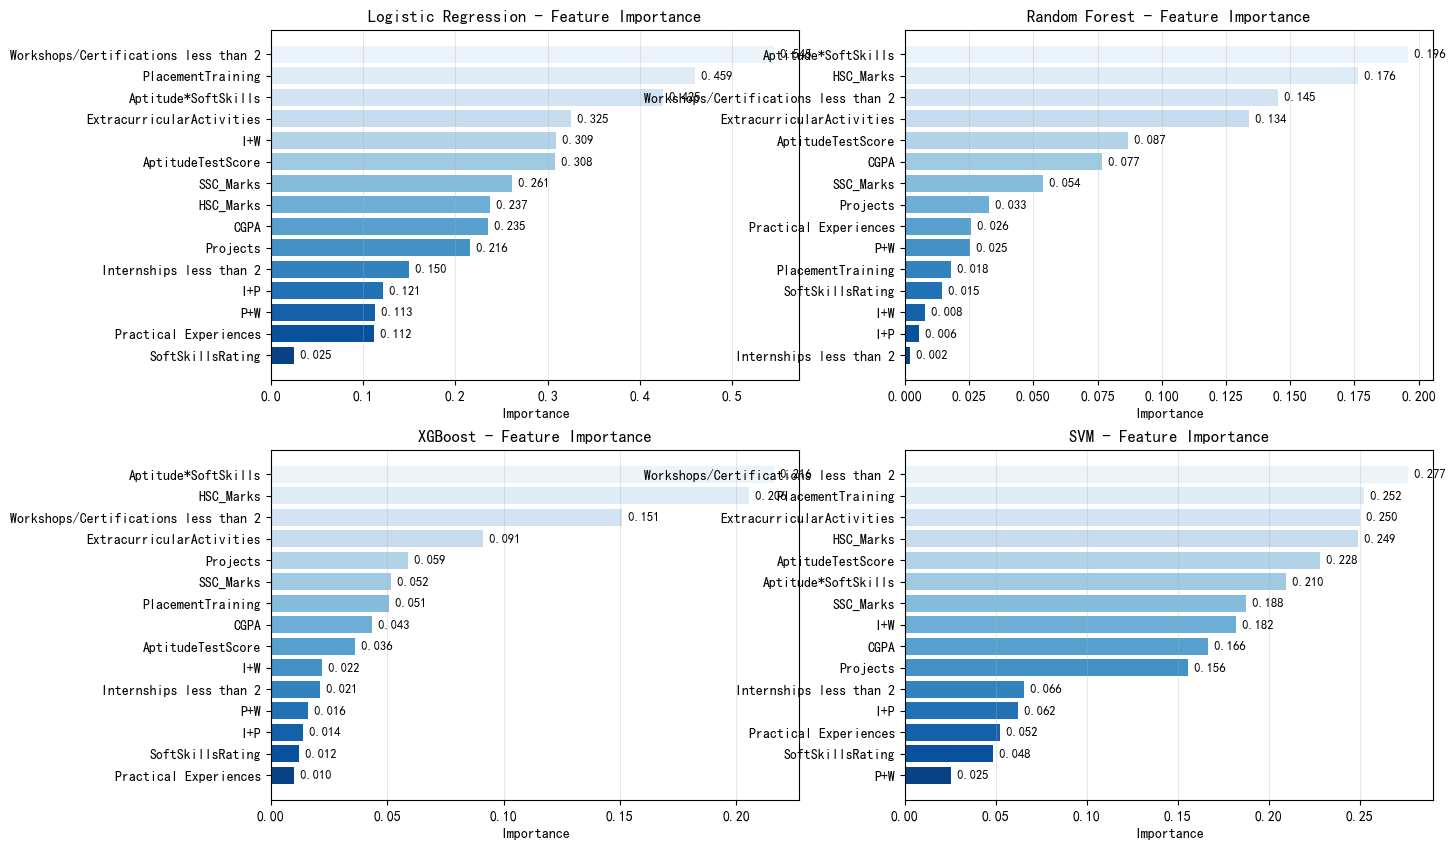 Logistic Regression - Feature Importance
Workshops/Certifications less than 2 0.545
PlacementTraining 0.459
Aptitude*SoftSkills 0.425
ExtracurricularActivities 0.325
I+W 0.309
AptitudeTestScore 0.308
SSC_Marks 0.261
HSC_Marks 0.237
CGPA 0.235
Projects 0.216
Internships less than 2 0.150
I+P 0.121
P+W 0.113
Practical Experiences 0.112
SoftSkillsRating 0.025
0.0 0.1 0.2 0.3 0.4 0.5
Importance
Random Forest - Feature Importance
Aptitude*SoftSkills 0.196
HSC_Marks 0.176
Workshops/Certifications less than 2 0.145
ExtracurricularActivities 0.134
AptitudeTestScore 0.087
CGPA 0.077
SSC_Marks 0.054
Projects 0.033
Practical Experiences 0.026
P+W 0.025
PlacementTraining 0.018
SoftSkillsRating 0.015
I+W 0.008
I+P 0.006
Internships less than 2 0.002
0.000 0.025 0.050 0.075 0.100 0.125 0.150 0.175 0.200
Importance
XGBoost - Feature Importance
Aptitude*SoftSkills 0.216
HSC_Marks 0.206
Workshops/Certifications less than 2 0.151
ExtracurricularActivities 0.091
Projects 0.059
SSC_Marks 0.052
PlacementTraining 0.051
CGPA 0.043
AptitudeTestScore 0.036
I+W 0.022
Internships less than 2 0.021
P+W 0.016
I+P 0.014
SoftSkillsRating 0.012
Practical Experiences 0.010
0.00 0.05 0.10 0.15 0.20
Importance
SVM - Feature Importance
Workshops/Certifications less than 2 0.277
PlacementTraining 0.252
ExtracurricularActivities 0.250
HSC_Marks 0.249
AptitudeTestScore 0.228
Aptitude*SoftSkills 0.210
SSC_Marks 0.188
I+W 0.182
CGPA 0.166
Projects 0.156
Internships less than 2 0.066
I+P 0.062
Practical Experiences 0.052
SoftSkillsRating 0.048
P+W 0.025
0.00 0.05 0.10 0.15 0.20 0.25
Importance